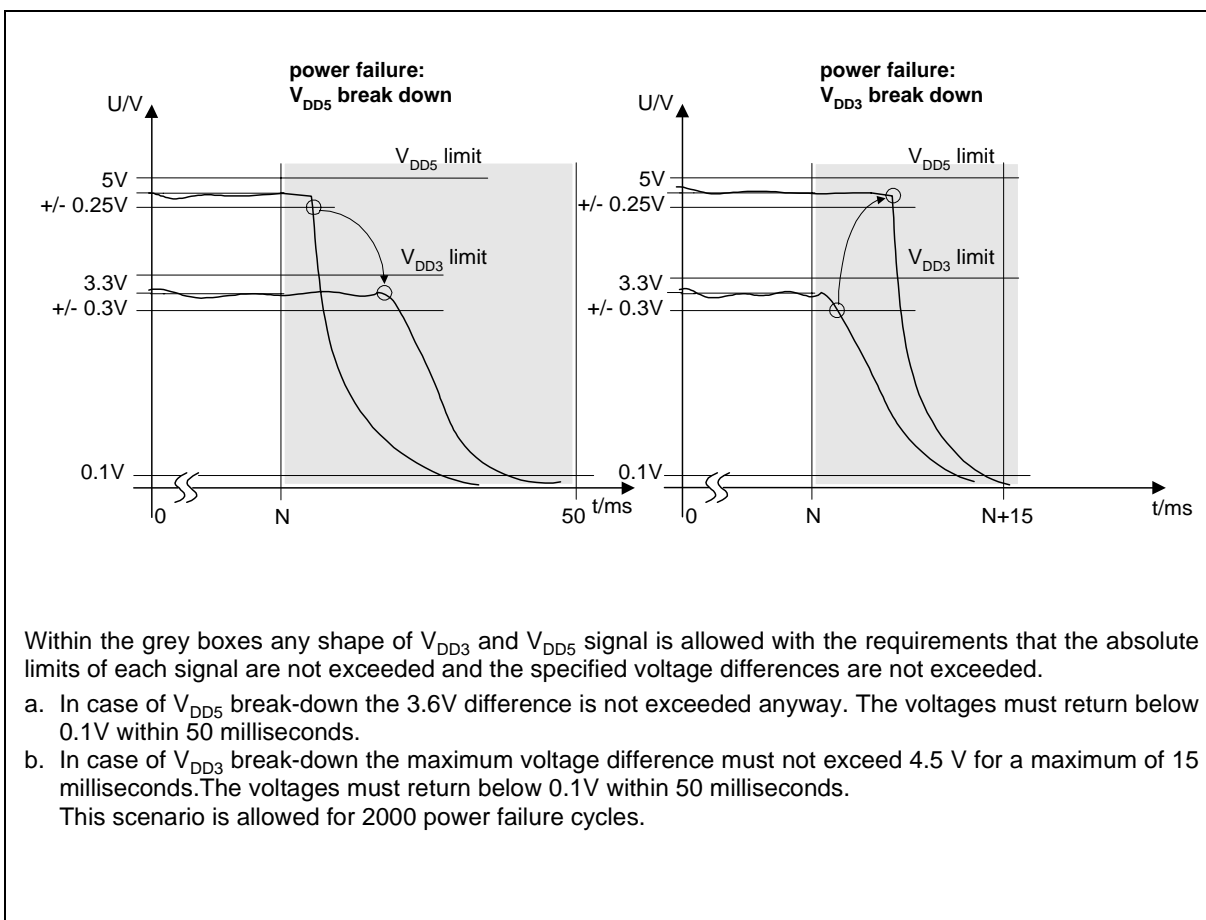 power failure:
VDD5 break down
U/V
VDD5 limit
5V
+/- 0.25V
VDD3 limit
3.3V
+/- 0.3V
0.1V
0
N
50
t/ms
power failure:
VDD3 break down
U/V
VDD5 limit
5V
+/- 0.25V
VDD3 limit
3.3V
+/- 0.3V
0.1V
0
N
N+15
t/ms
Within the grey boxes any shape of VDD3 and VDD5 signal is allowed with the requirements that the absolute
limits of each signal are not exceeded and the specified voltage differences are not exceeded.
a. In case of VDD5 break-down the 3.6V difference is not exceeded anyway. The voltages must return below
0.1V within 50 milliseconds.
b. In case of VDD3 break-down the maximum voltage difference must not exceed 4.5 V for a maximum of 15
milliseconds.The voltages must return below 0.1V within 50 milliseconds.
This scenario is allowed for 2000 power failure cycles.